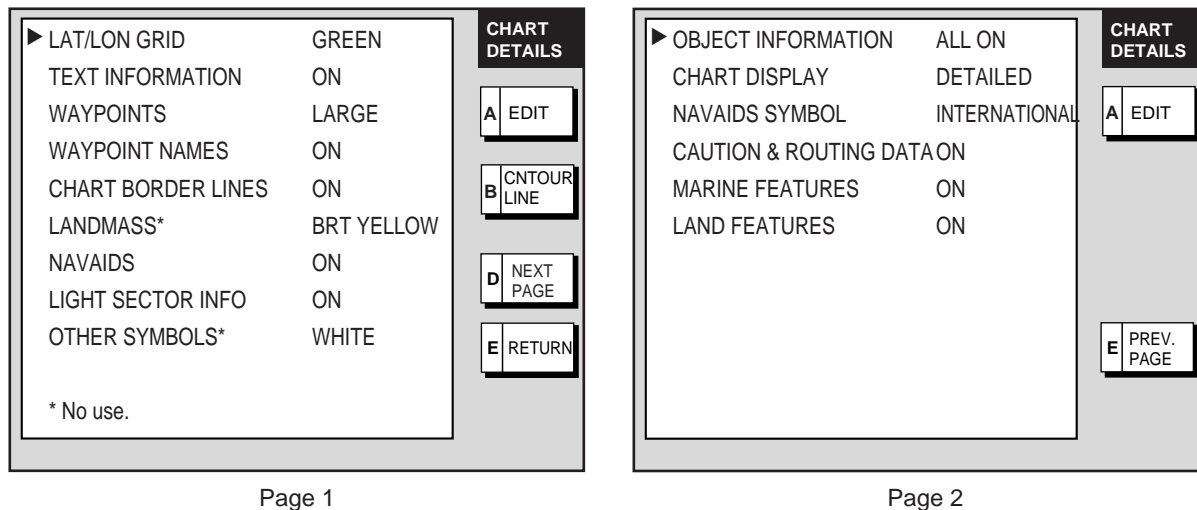 LAT/LON GRID GREEN
TEXT INFORMATION ON
WAYPOINTS LARGE
WAYPOINT NAMES ON
CHART BORDER LINES ON
LANDMASS* BRT YELLOW
NAVAIDS ON
LIGHT SECTOR INFO ON
OTHER SYMBOLS* WHITE
* No use.
CHART
DETAILS
A EDIT
B CNTOUR
LINE
D NEXT
PAGE
E RETURN
Page 1
OBJECT INFORMATION ALL ON
CHART DISPLAY DETAILED
NAVAIDS SYMBOL INTERNATIONAL
CAUTION & ROUTING DATA ON
MARINE FEATURES ON
LAND FEATURES ON
CHART
DETAILS
A EDIT
E PREV.
PAGE
Page 2